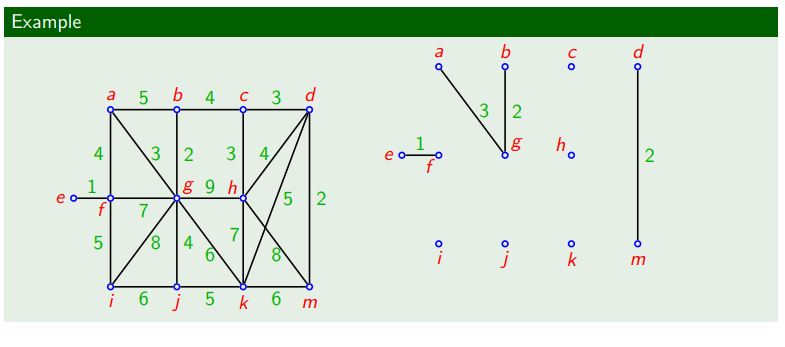 Example
a b c d
a 5 b 4 c 3 d
3 2
4 3 2 3 4
e 1 g h
f 2
e 1 g 9 h 5 2
f 7
5 8 4 6 7 8
i j k m
i 6 j 5 k 6 m